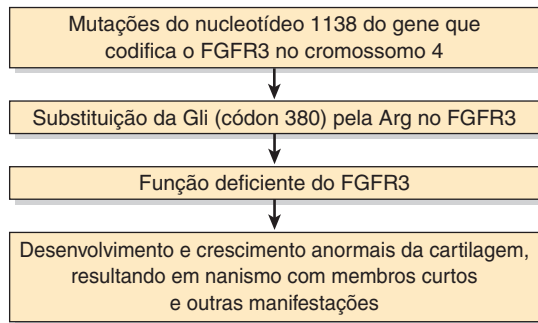 Mutações do nucleotídeo 1138 do gene que
codifica o FGFR3 no cromossomo 4
Substituição da Gli (códon 380) pela Arg no FGFR3
Função deficiente do FGFR3
Desenvolvimento e crescimento anormais da cartilagem,
resultando em nanismo com membros curtos
e outras manifestações